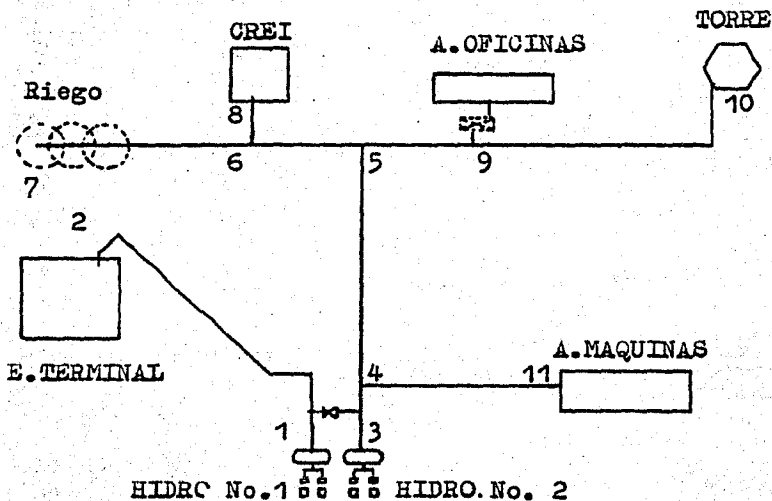 CREI
A.OFICINAS
TORRE
Riego
8
10
7
6
5
9
2
E.TERMINAL
4
11
A.MAQUINAS
1
3
HIDRO No.1
HIDRO.No. 2